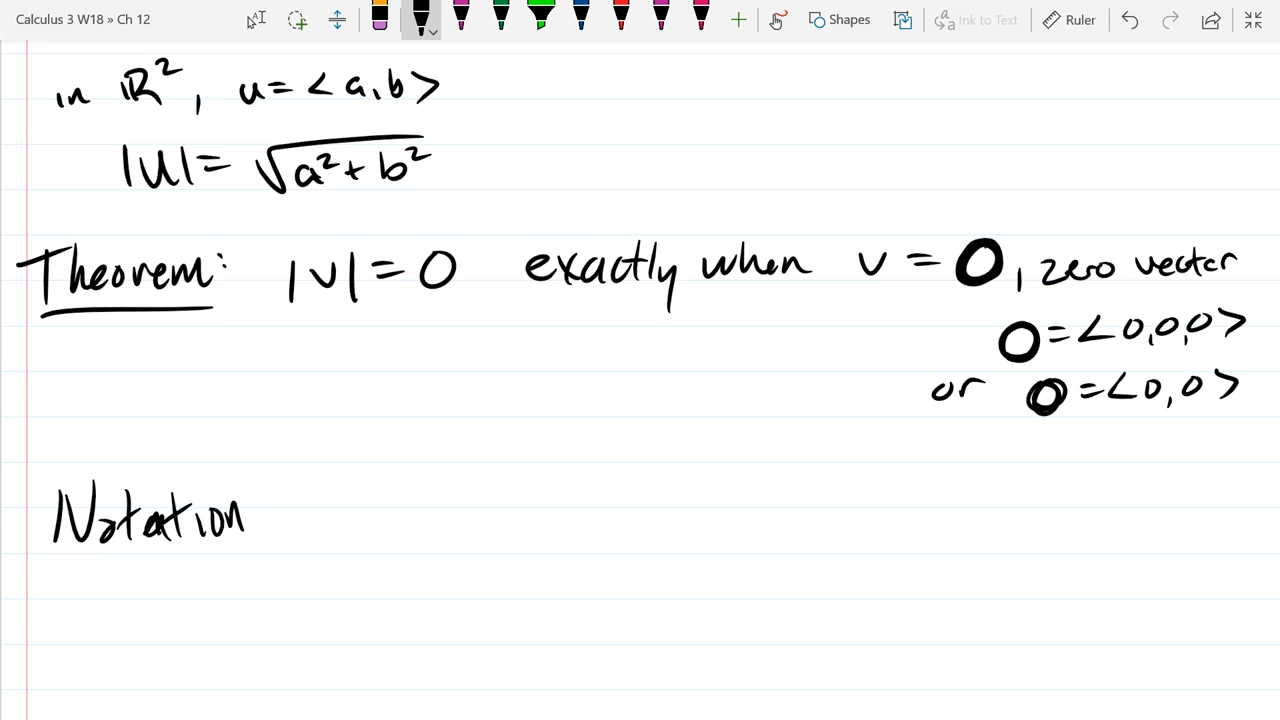 Calculus 3 W18 » Ch 12 Shapes Ink to Text Ruler
in ℝ², u = <a, b>
|u| = √(a² + b²)
Theorem: |v| = 0 exactly when v = 0, zero vector
0 = <0, 0, 0>
or 0 = <0, 0>
Notation